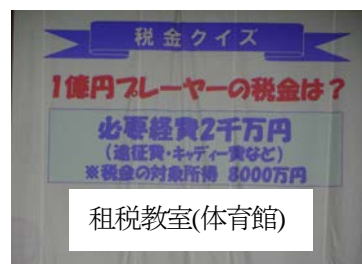 税金クイズ
1億円プレーヤーの税金は?
必要経費2千万円
(遠征費・キャディー費など)
※税金の対象所得 8000万円
租税教室(体育館)